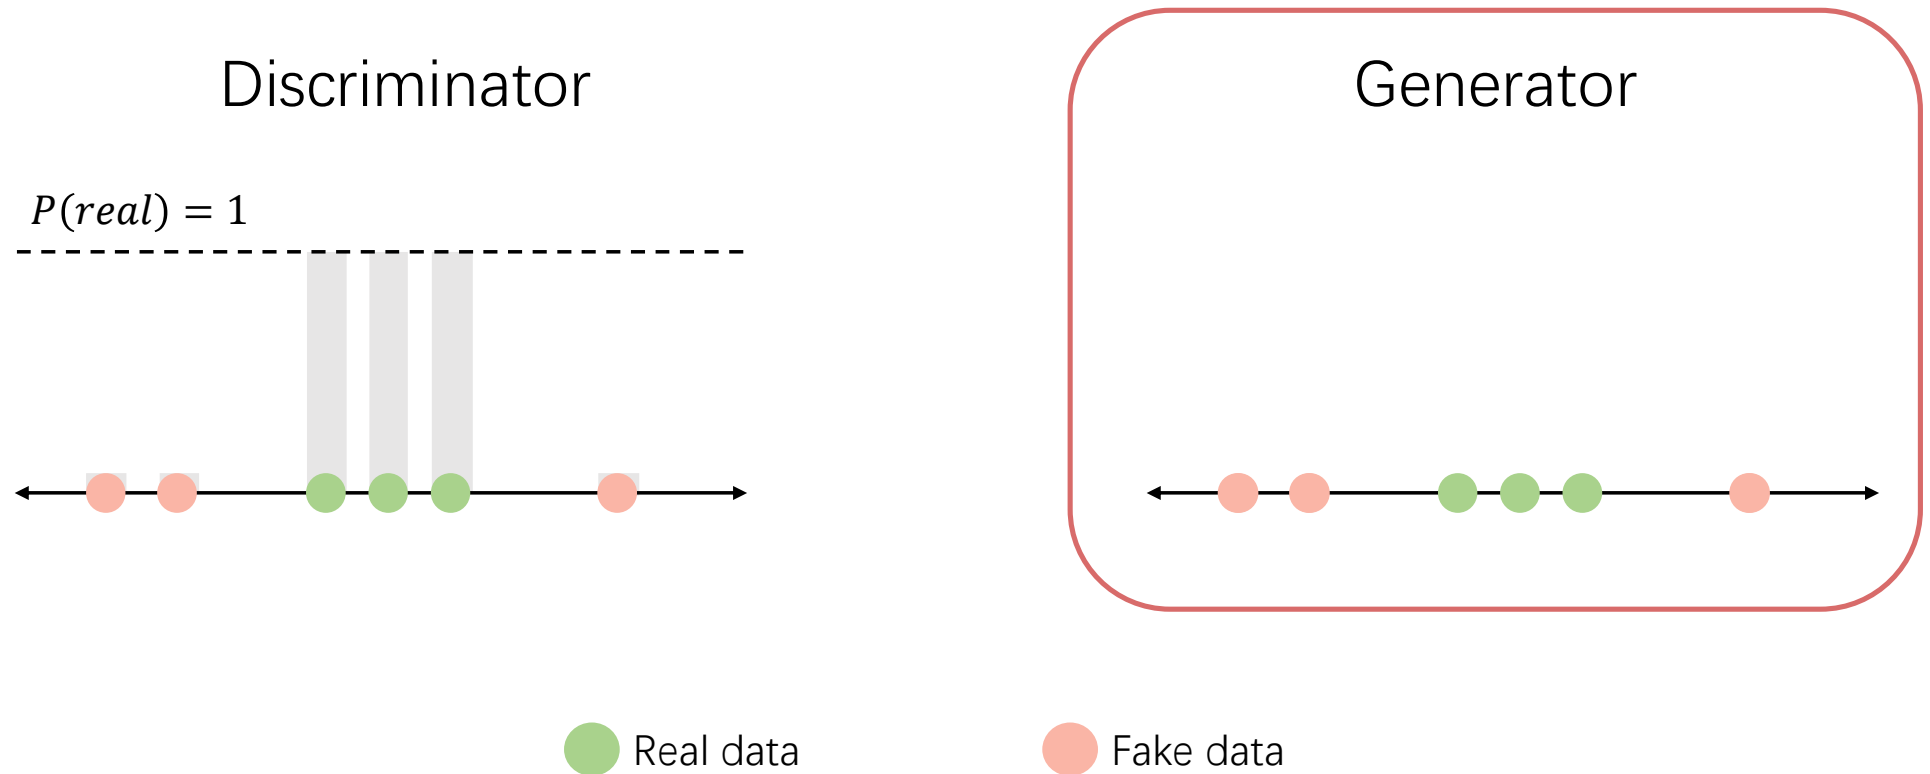 Discriminator
Generator
P(real) = 1
Real data
Fake data